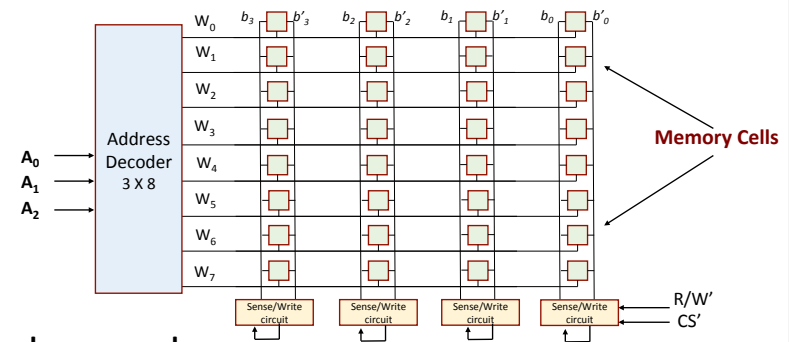 W0 b3 b'3 b2 b'2 b1 b'1 b0 b'0
W1
W2
W3
W4
W5
W6
W7
Address
Decoder
3 X 8
A0
A1
A2
Memory Cells
Sense/Write
circuit
Sense/Write
circuit
Sense/Write
circuit
Sense/Write
circuit
R/W'
CS'